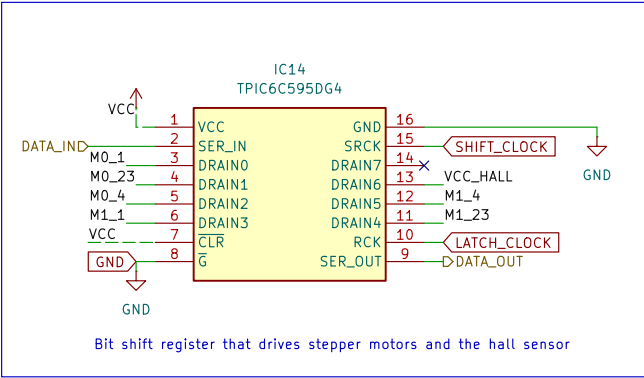 IC14
TPIC6C595DG4
VCC
1 VCC GND 16
DATA_IN 2 SER_IN SRCK 15 SHIFT_CLOCK
M0_1 3 DRAIN0 DRAIN7 14
M0_23 4 DRAIN1 DRAIN6 13 VCC_HALL
M0_4 5 DRAIN2 DRAIN5 12 M1_4
M1_1 6 DRAIN3 DRAIN4 11 M1_23
VCC 7 CLR RCK 10 LATCH_CLOCK
GND 8 G SER_OUT 9 DATA_OUT
GND
GND
Bit shift register that drives stepper motors and the hall sensor